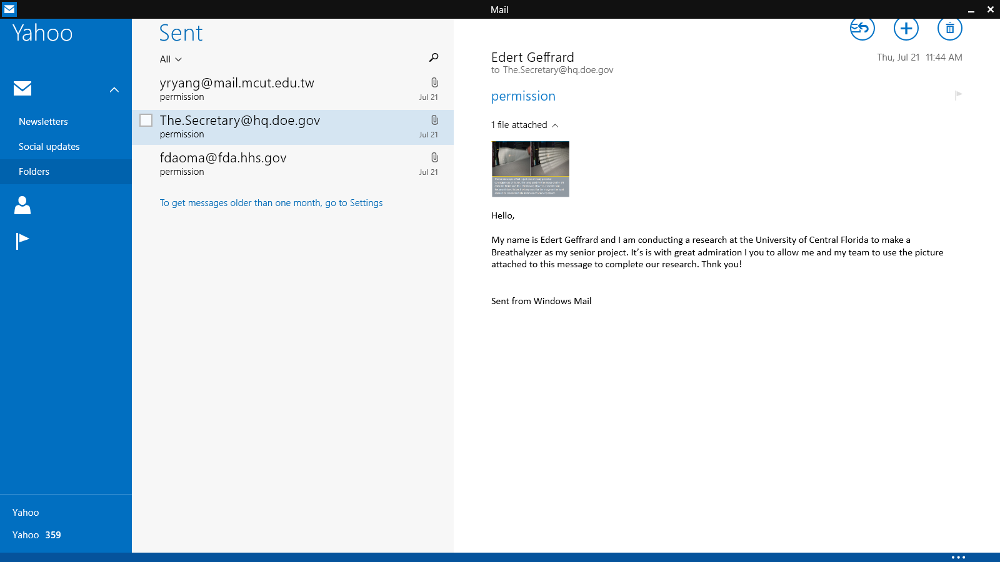 Mail
Yahoo
Newsletters
Social updates
Folders
Yahoo
Yahoo 359
Sent
All
yryang@mail.mcut.edu.tw
permission
Jul 21
The.Secretary@hq.doe.gov
permission
Jul 21
fdaoma@fda.hhs.gov
permission
Jul 21
To get messages older than one month, go to Settings
Edert Geffrard
Thu, Jul 21 11:44 AM
to The.Secretary@hq.doe.gov
permission
1 file attached
Hello,
My name is Edert Geffrard and I am conducting a research at the University of Central Florida to make a
Breathalyzer as my senior project. It’s is with great admiration I you to allow me and my team to use the picture
attached to this message to complete our research. Thnk you!
Sent from Windows Mail